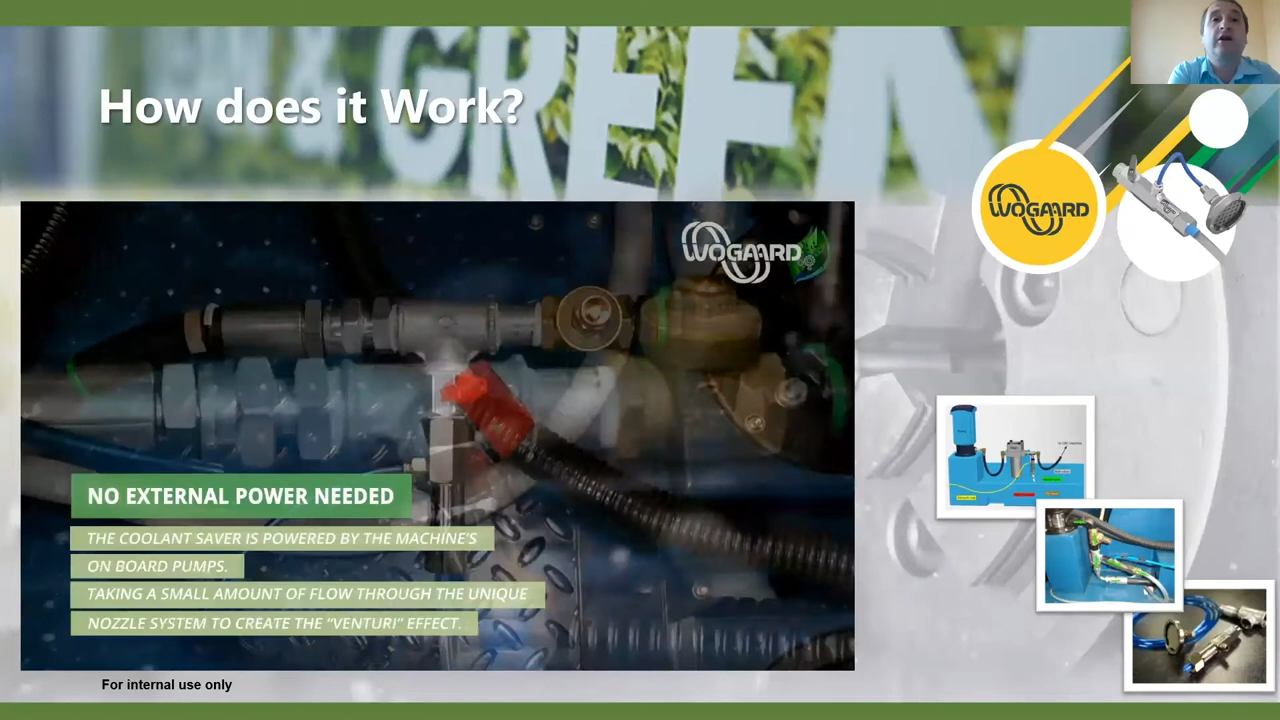 & GREEN
How does it Work?
WOGAARD
WOGAARD
NO EXTERNAL POWER NEEDED
THE COOLANT SAVER IS POWERED BY THE MACHINE'S
ON BOARD PUMPS.
TAKING A SMALL AMOUNT OF FLOW THROUGH THE UNIQUE
NOZZLE SYSTEM TO CREATE THE “VENTURI” EFFECT.
For internal use only